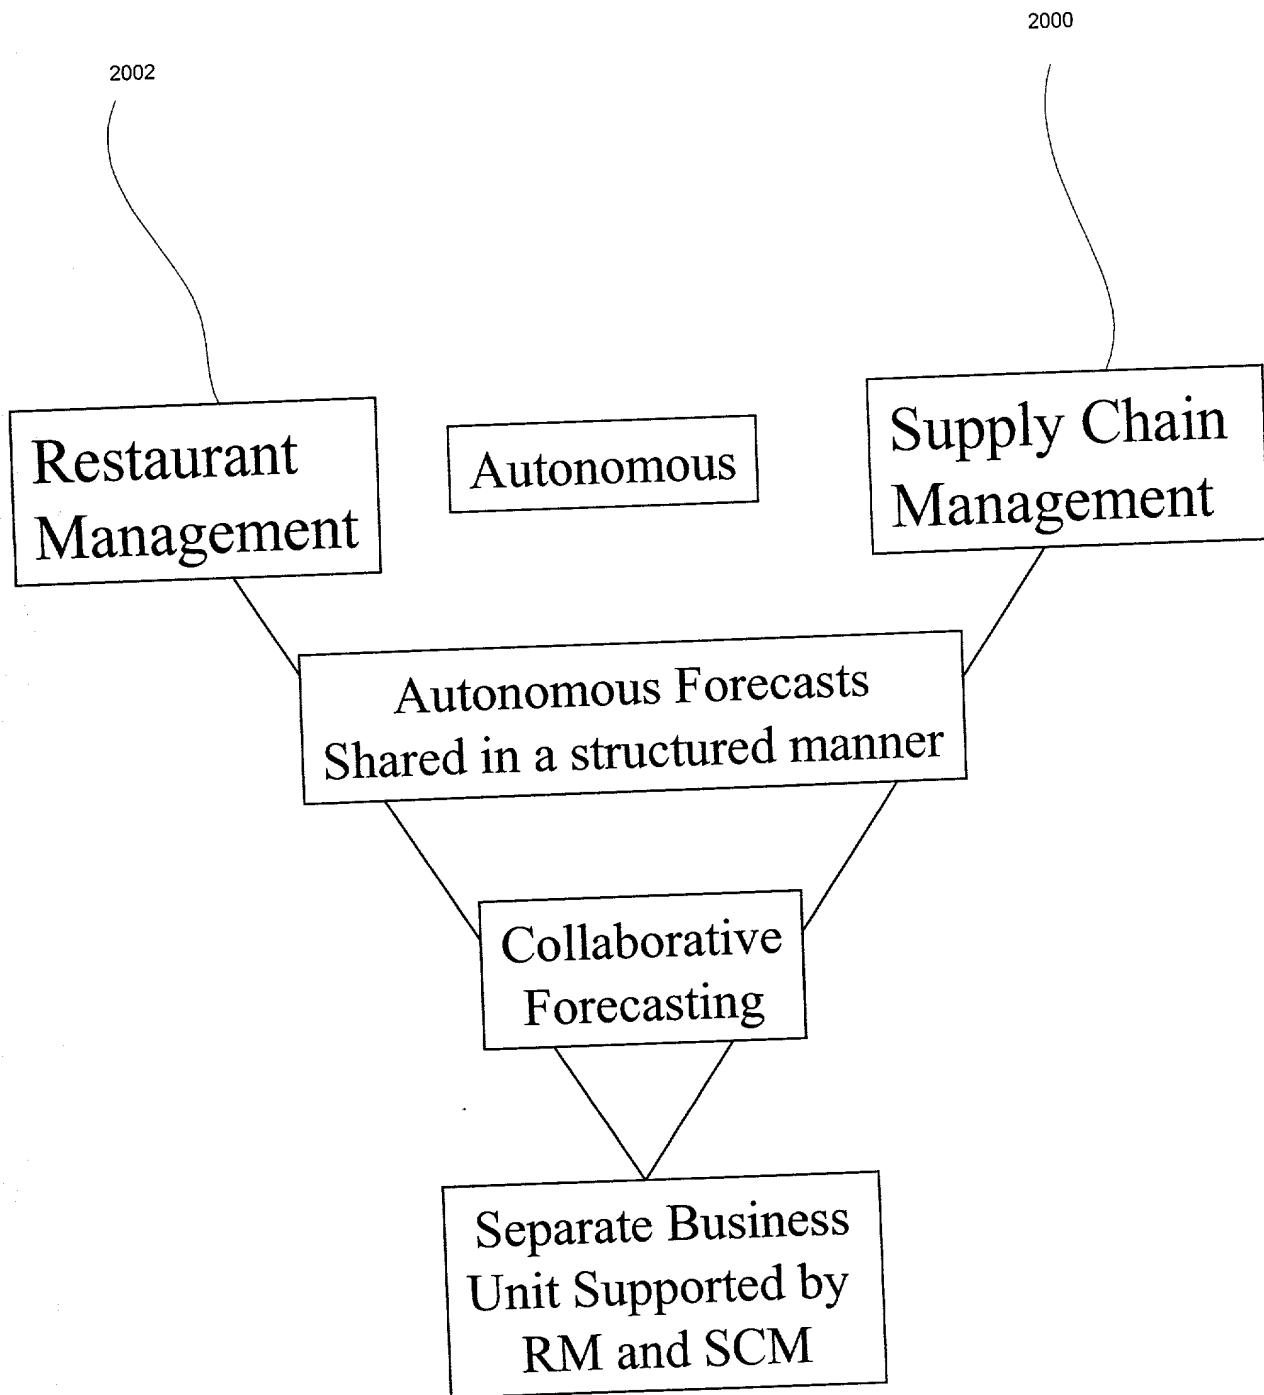 2000
2002
Restaurant
Management
Autonomous
Supply Chain
Management
Autonomous Forecasts
Shared in a structured manner
Collaborative
Forecasting
Separate Business
Unit Supported by
RM and SCM